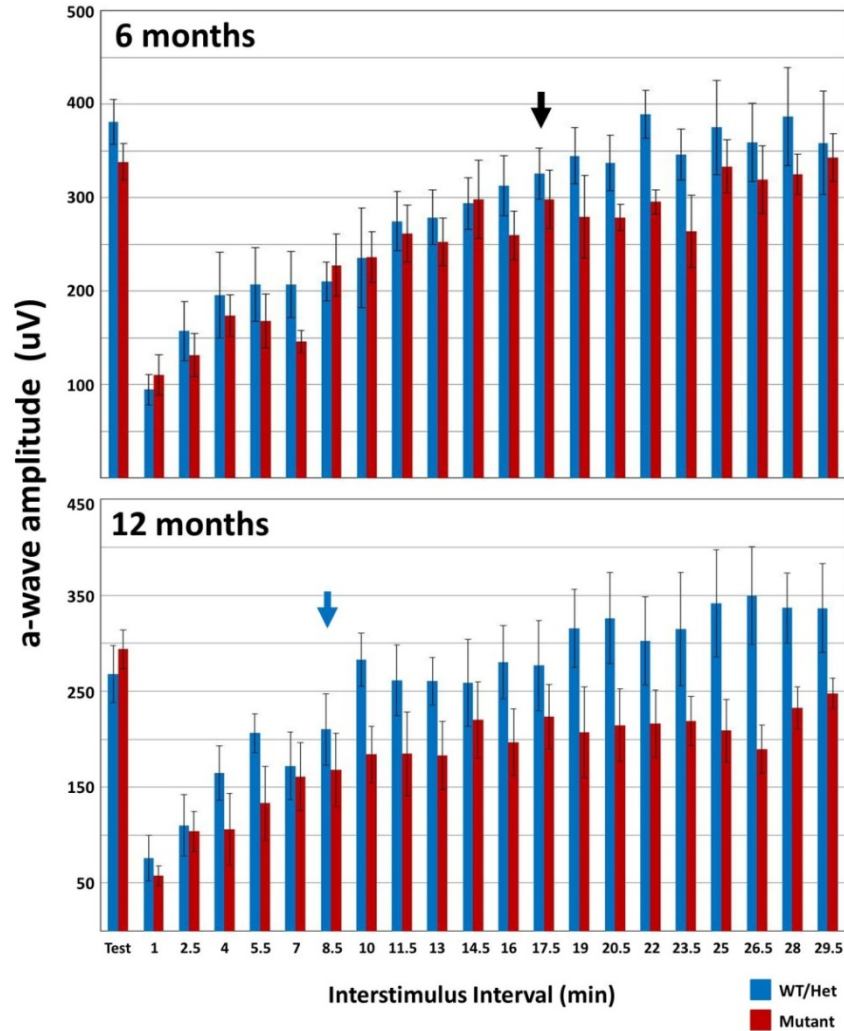 6 months
500
400
300
200
100
a-wave amplitude (uV)
12 months
450
350
250
150
50
Test 1 2.5 4 5.5 7 8.5 10 11.5 13 14.5 16 17.5 19 20.5 22 23.5 25 26.5 28 29.5
Interstimulus Interval (min)
WT/Het
Mutant